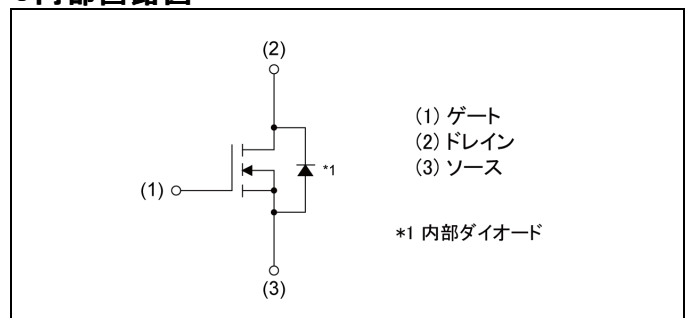 (2)
(1) ゲート
(2) ドレイン
(3) ソース
*1
(1)
*1 内部ダイオード
(3)